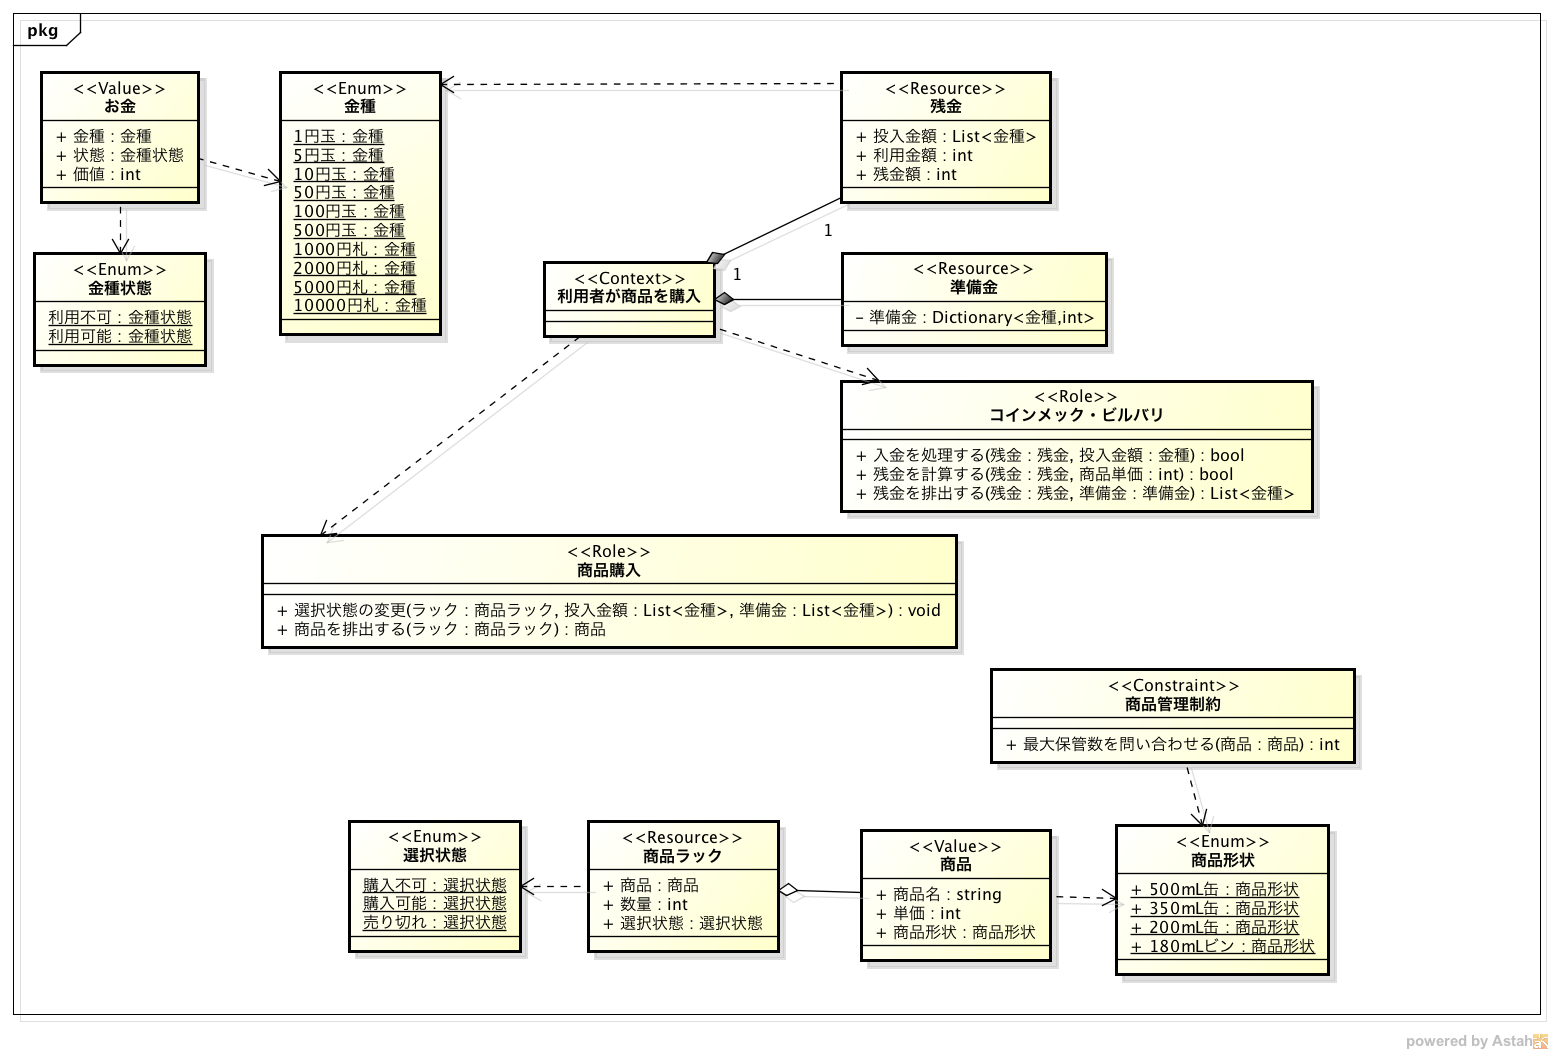 pkg
<<Value>>
お金
+ 金種 : 金種
+ 状態 : 金種状態
+ 価値 : int
<<Enum>>
金種
1円玉 : 金種
5円玉 : 金種
10円玉 : 金種
50円玉 : 金種
100円玉 : 金種
500円玉 : 金種
1000円札 : 金種
2000円札 : 金種
5000円札 : 金種
10000円札 : 金種
<<Resource>>
残金
+ 投入金額 : List<金種>
+ 利用金額 : int
+ 残金額 : int
<<Enum>>
金種状態
利用不可 : 金種状態
利用可能 : 金種状態
<<Context>>
利用者が商品を購入
1
1
<<Resource>>
準備金
- 準備金 : Dictionary<金種,int>
<<Role>>
コインメック・ビルバリ
+ 入金を処理する(残金 : 残金, 投入金額 : 金種) : bool
+ 残金を計算する(残金 : 残金, 商品単価 : int) : bool
+ 残金を排出する(残金 : 残金, 準備金 : 準備金) : List<金種>
<<Role>>
商品購入
+ 選択状態の変更(ラック : 商品ラック, 投入金額 : List<金種>, 準備金 : List<金種>) : void
+ 商品を排出する(ラック : 商品ラック) : 商品
<<Constraint>>
商品管理制約
+ 最大保管数を問い合わせる(商品 : 商品) : int
<<Enum>>
選択状態
購入不可 : 選択状態
購入可能 : 選択状態
売り切れ : 選択状態
<<Resource>>
商品ラック
+ 商品 : 商品
+ 数量 : int
+ 選択状態 : 選択状態
<<Value>>
商品
+ 商品名 : string
+ 単価 : int
+ 商品形状 : 商品形状
<<Enum>>
商品形状
+ 500mL缶 : 商品形状
+ 350mL缶 : 商品形状
+ 200mL缶 : 商品形状
+ 180mLビン : 商品形状
powered by Astah